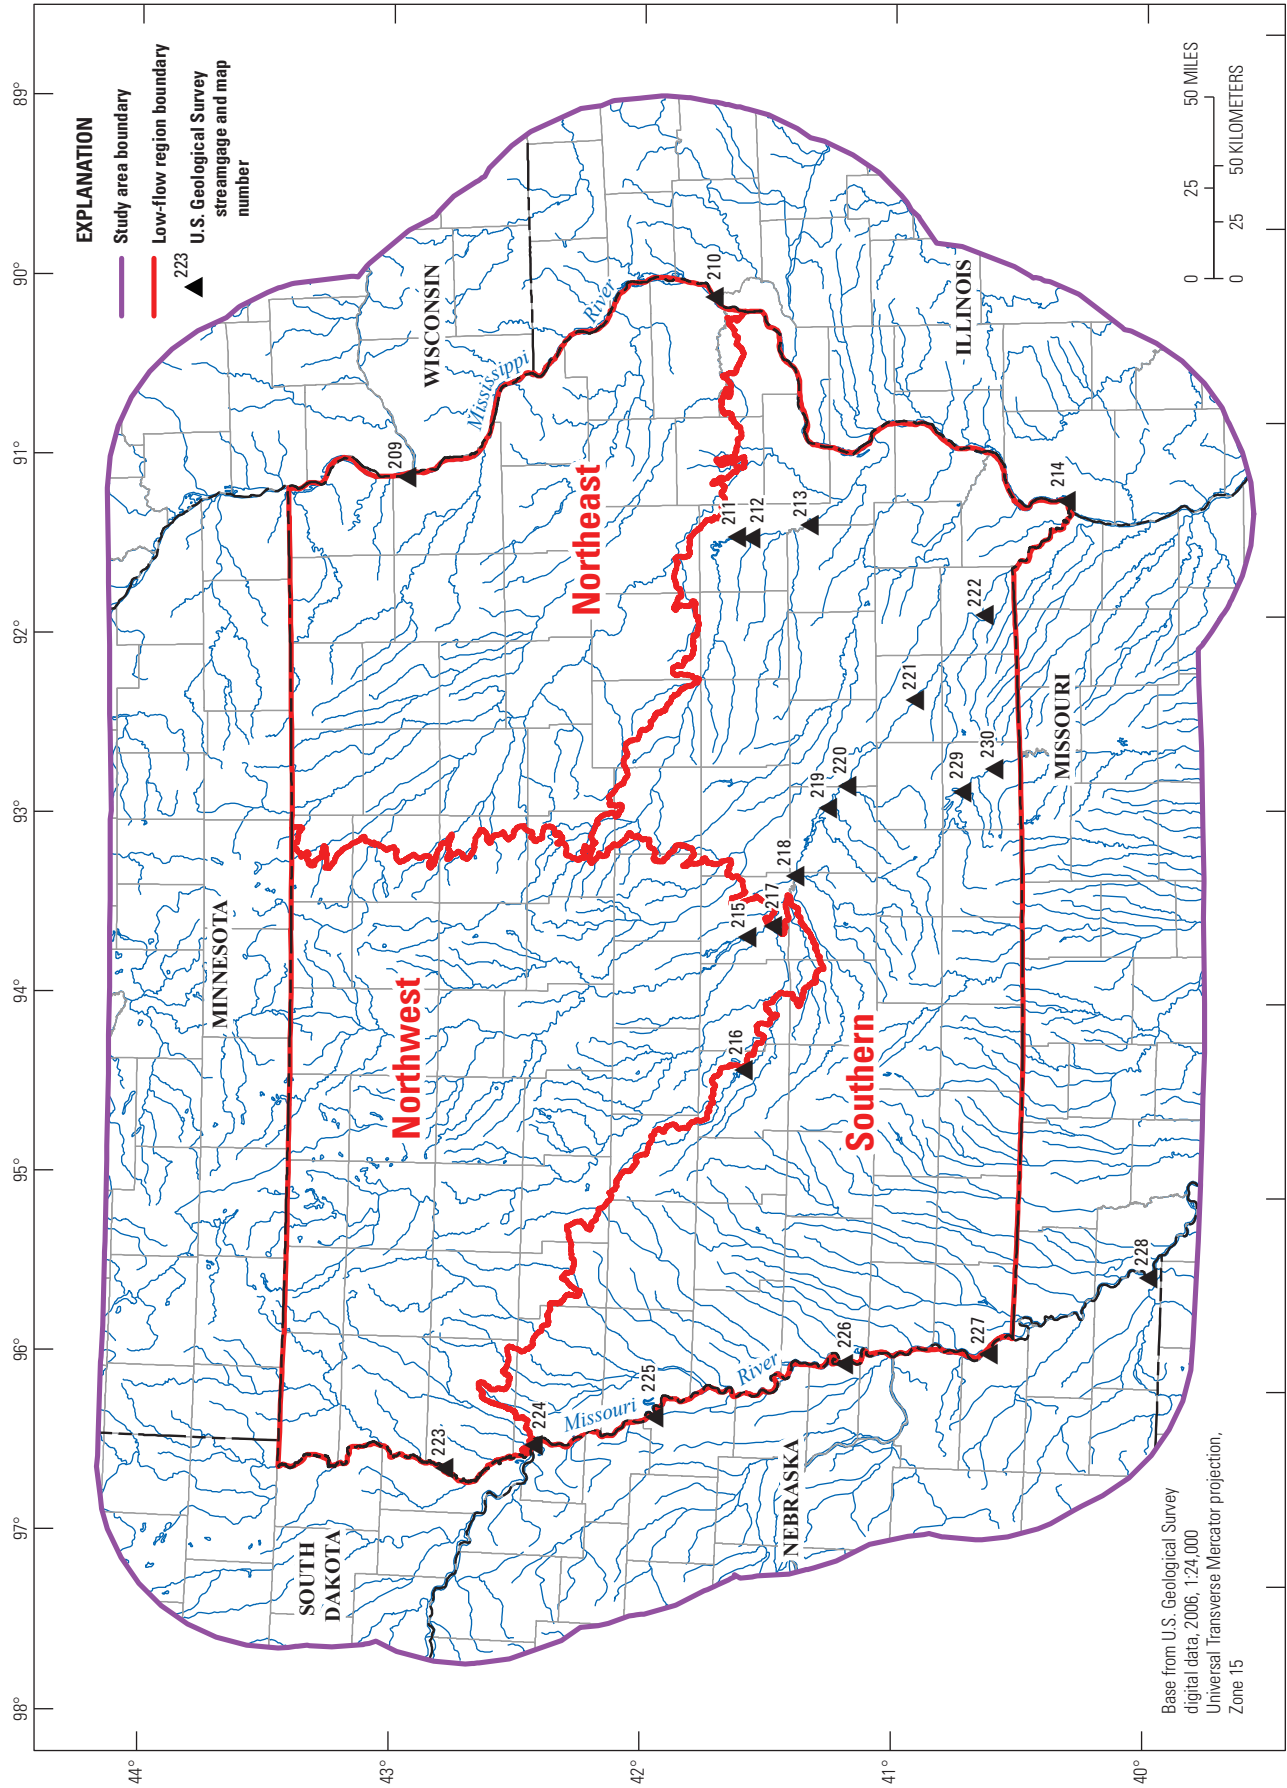 98°
97°
96°
95°
94°
93°
92°
91°
90°
89°
44°
43°
42°
41°
40°
EXPLANATION
Study area boundary
Low-flow region boundary
223
U.S. Geological Survey
streamgage and map
number
MINNESOTA
WISCONSIN
SOUTH
DAKOTA
NEBRASKA
MISSOURI
ILLINOIS
Northwest
Northeast
Southern
Mississippi
River
Missouri
River
209
210
211
212
213
214
215
216
217
218
219
220
221
222
223
224
225
226
227
228
229
230
Base from U.S. Geological Survey
digital data, 2006, 1:24,000
Universal Transverse Mercator projection,
Zone 15
0 25 50 MILES
0 25 50 KILOMETERS